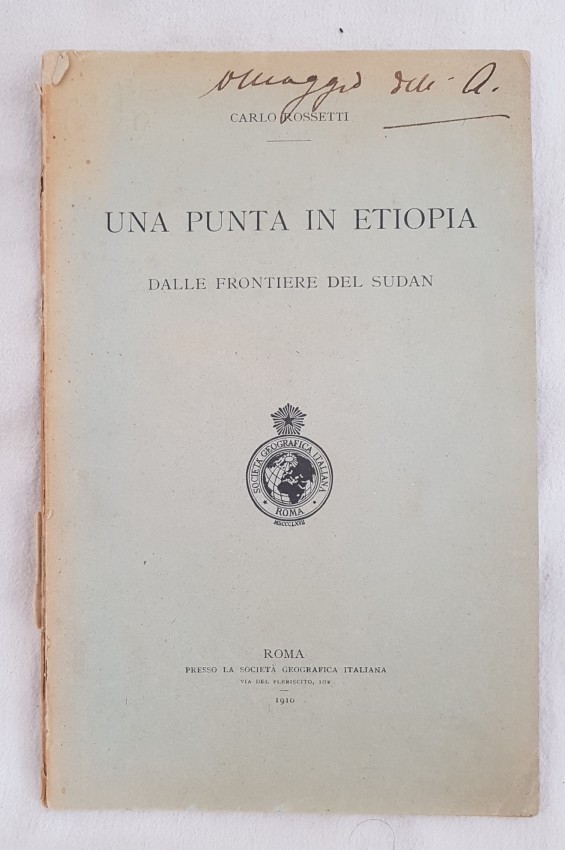 omaggio dell' A.
CARLO ROSSETTI
UNA PUNTA IN ETIOPIA
DALLE FRONTIERE DEL SUDAN
SOCIETÀ GEOGRAFICA ITALIANA
ROMA
ROMA
PRESSO LA SOCIETÀ GEOGRAFICA ITALIANA
VIA DEL PLEBISCITO, 102
1910